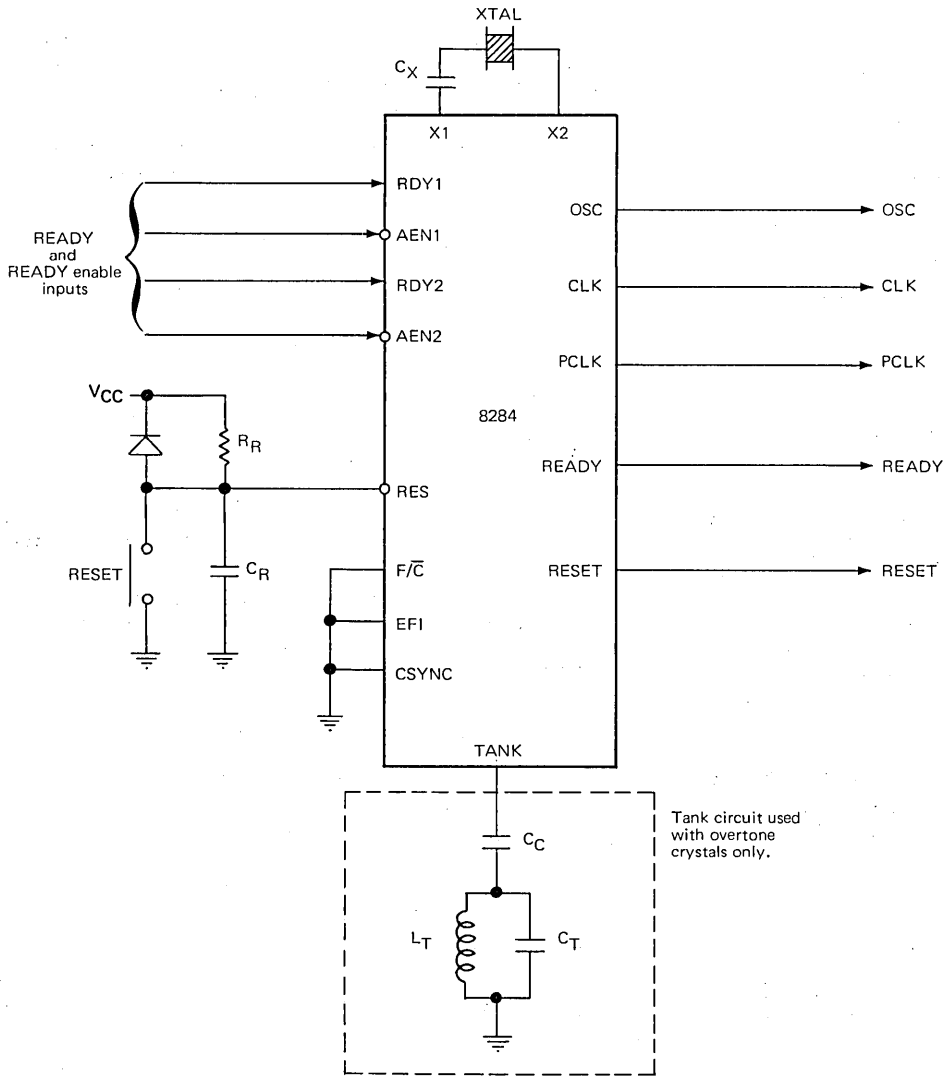 XTAL
CX
X1
X2
RDY1
OSC
OSC
AEN1
READY
and
READY enable
inputs
RDY2
CLK
CLK
AEN2
PCLK
PCLK
VCC
RR
8284
READY
READY
RES
RESET
CR
F/C̅
RESET
RESET
EFI
CSYNC
TANK
Tank circuit used
with overtone
crystals only.
CC
LT
CT